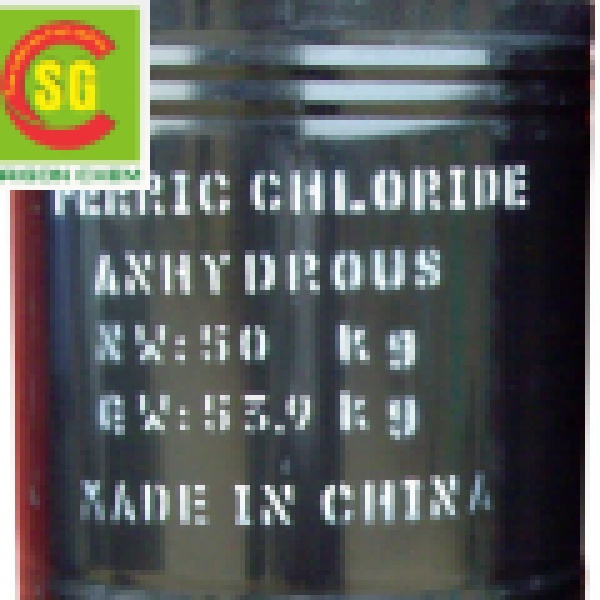 SG
FERRIC CHLORIDE
ANHYDROUS
NW:50 kg
GW:53.9 kg
MADE IN CHINA